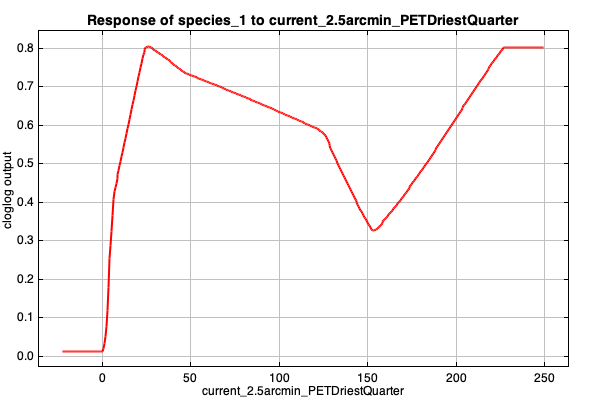 Response of species_1 to current_2.5arcmin_PETDriestQuarter
cloglog output
0.8
0.7
0.6
0.5
0.4
0.3
0.2
0.1
0.0
0 50 100 150 200 250
current_2.5arcmin_PETDriestQuarter